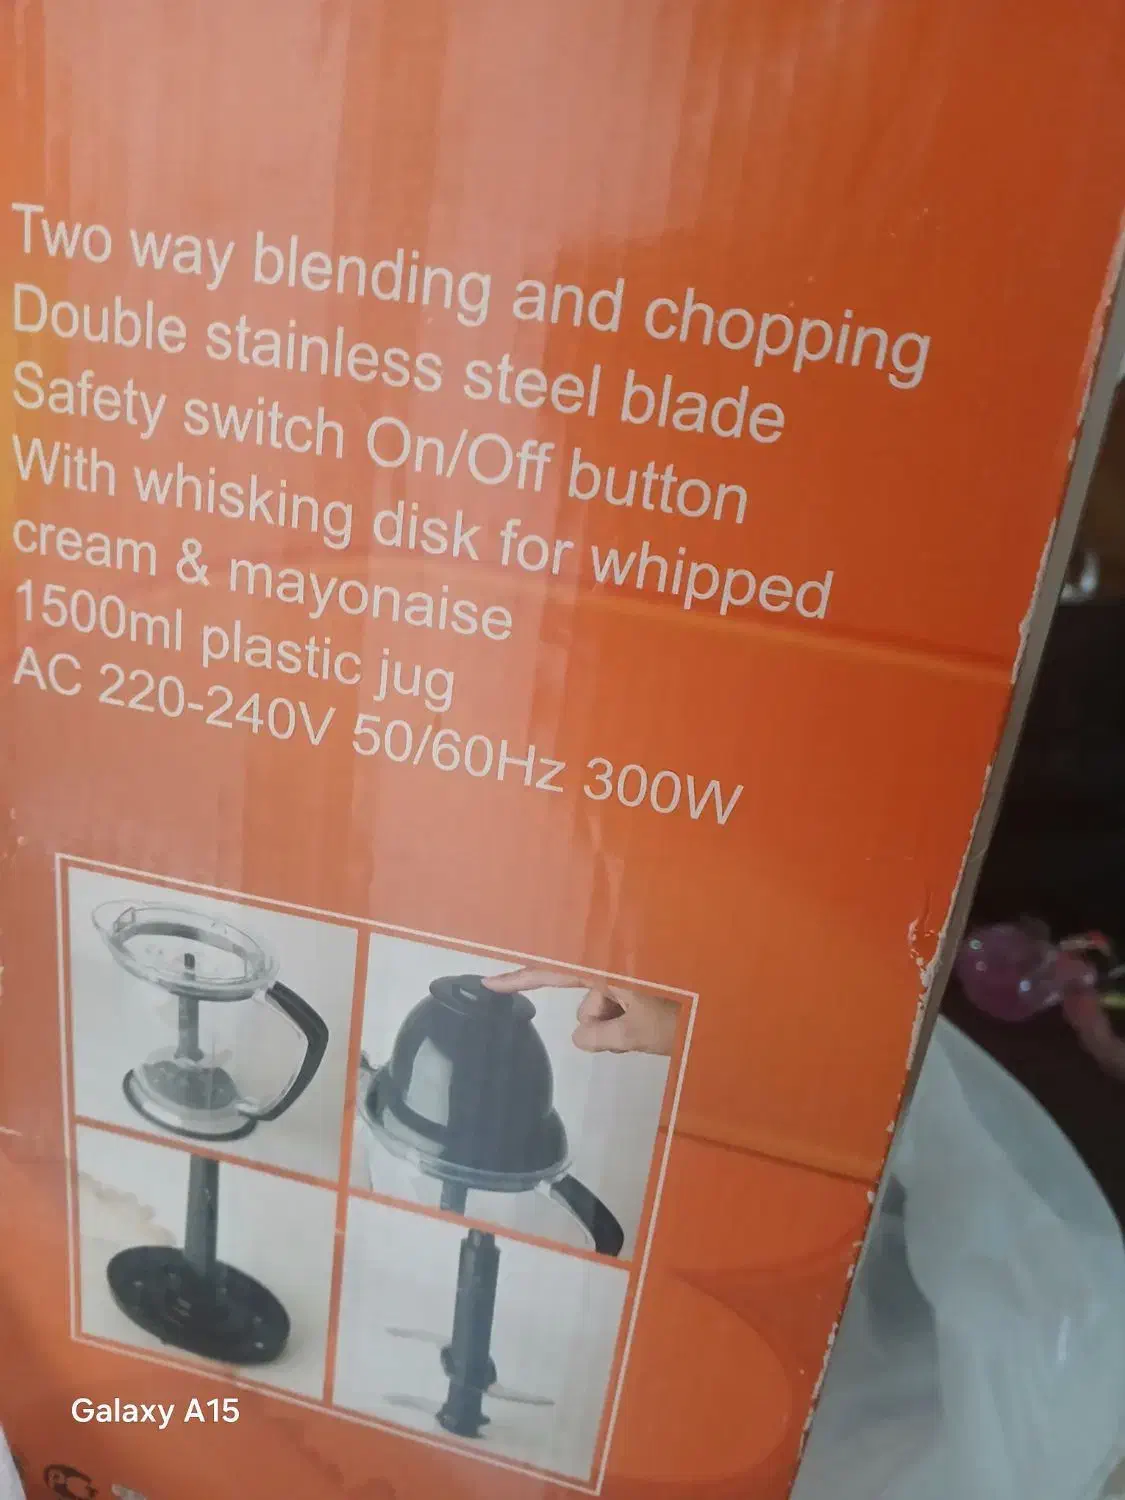 Two way blending and chopping
Double stainless steel blade
Safety switch On/Off button
With whisking disk for whipped
cream & mayonaise
1500ml plastic jug
AC 220-240V 50/60Hz 300W
Galaxy A15